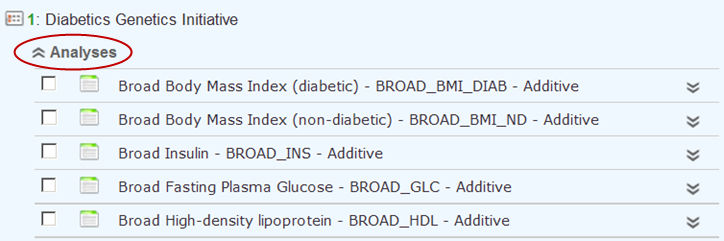 1: Diabetics Genetics Initiative
Analyses
Broad Body Mass Index (diabetic) - BROAD_BMI_DIAB - Additive
Broad Body Mass Index (non-diabetic) - BROAD_BMI_ND - Additive
Broad Insulin - BROAD_INS - Additive
Broad Fasting Plasma Glucose - BROAD_GLC - Additive
Broad High-density lipoprotein - BROAD_HDL - Additive